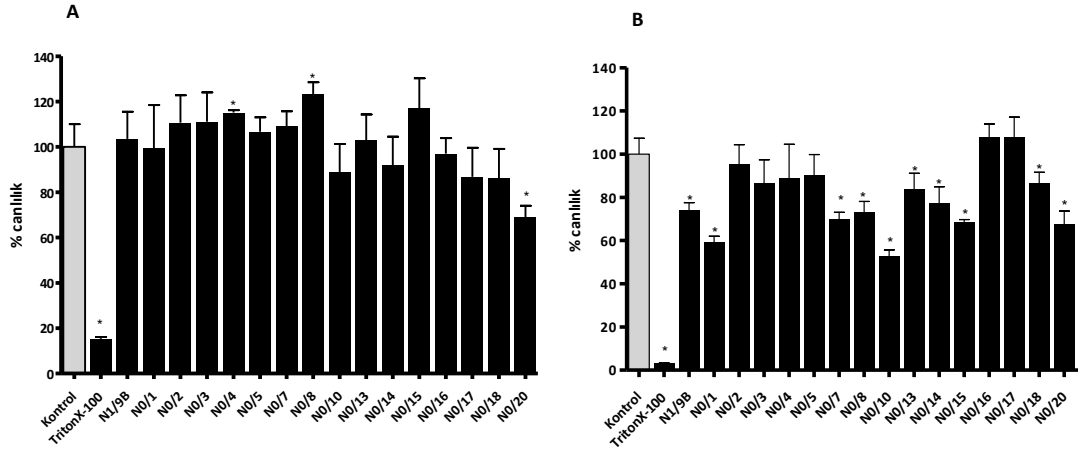 A
% canlılık
140
120
100
80
60
40
20
0
* * * *
Kontrol
TritonX-100
N1/9B
N0/1
N0/2
N0/3
N0/4
N0/5
N0/7
N0/8
N0/10
N0/13
N0/14
N0/15
N0/16
N0/17
N0/18
N0/20
B
% canlılık
140
120
100
80
60
40
20
0
* * * * * * * * * * *
Kontrol
TritonX-100
N1/9B
N0/1
N0/2
N0/3
N0/4
N0/5
N0/7
N0/8
N0/10
N0/13
N0/14
N0/15
N0/16
N0/17
N0/18
N0/20